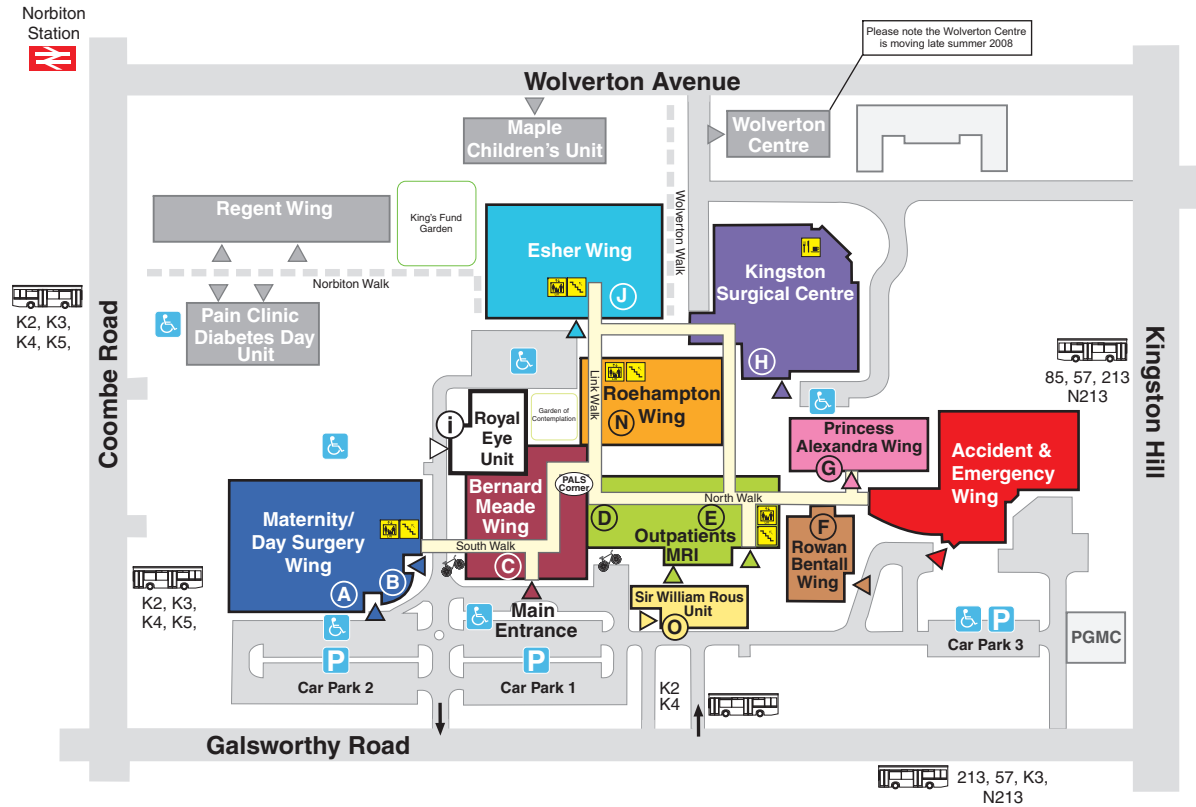 Norbiton
Station
Please note the Wolverton Centre
is moving late summer 2008
Wolverton Avenue
Maple
Children's Unit
Wolverton
Centre
Regent Wing
King's Fund
Garden
Esher Wing
J
Wolverton Walk
Kingston
Surgical Centre
H
Norbiton Walk
K2, K3,
K4, K5,
Pain Clinic
Diabetes Day
Unit
Coombe Road
Kingston Hill
85, 57, 213
N213
Link Walk
Roehampton
Wing
N
i
Royal
Eye
Unit
Garden of
Contemplation
Princess
Alexandra Wing
G
Accident &
Emergency
Wing
Bernard
Meade
Wing
C
PALS
Corner
North Walk
D
E
Outpatients
MRI
F
Rowan
Bentall
Wing
Maternity/
Day Surgery
Wing
A
B
South Walk
K2, K3,
K4, K5,
Main
Entrance
Sir William Rous
Unit
O
P
Car Park 2
P
Car Park 1
P
Car Park 3
PGMC
K2
K4
Galsworthy Road
213, 57, K3,
N213